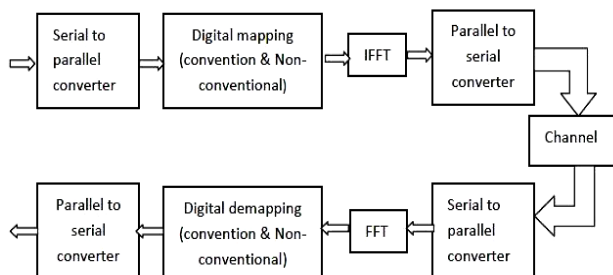 Serial to
parallel
converter
Digital mapping
(convention & Non-
conventional)
IFFT
Parallel to
serial
converter
Channel
Parallel to
serial
converter
Digital demapping
(convention & Non-
conventional)
FFT
Serial to
parallel
converter